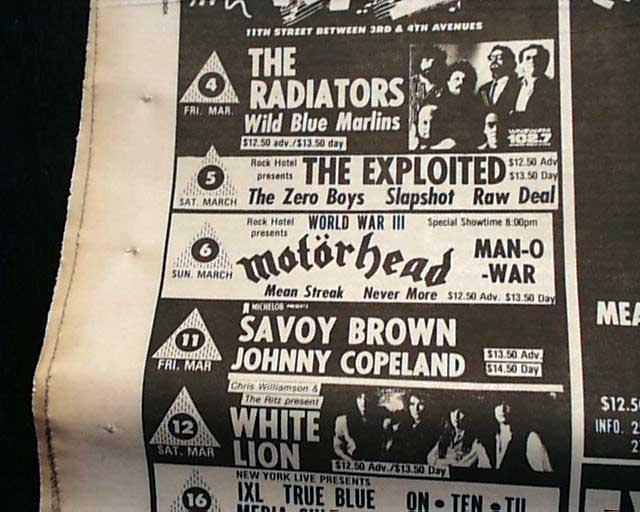 11TH STREET BETWEEN 3RD & 4TH AVENUES
4
FRI. MAR.
THE
RADIATORS
Wild Blue Marlins
$12.50 adv./$13.50 day
WNEW-FM
102.7
5
SAT. MARCH
Rock Hotel
presents
THE EXPLOITED
$12.50 Adv
$13.50 Day
The Zero Boys Slapshot Raw Deal
6
SUN. MARCH
Rock Hotel
presents
WORLD WAR III
Special Showtime 8:00pm
motörhead
MAN-O
-WAR
Mean Streak Never More $12.50 Adv. $13.50 Day
11
FRI. MAR
MICHELOB PRESENTS
SAVOY BROWN
JOHNNY COPELAND
$13.50 Adv.
$14.50 Day
12
SAT. MAR
Chris Williamson &
The Ritz present
WHITE
LION
$12.50 Adv./$13.50 Day
16
NEW YORK LIVE PRESENTS
IXL TRUE BLUE ON • TEN • TIL
MEA
$12.5
INFO. 2
2